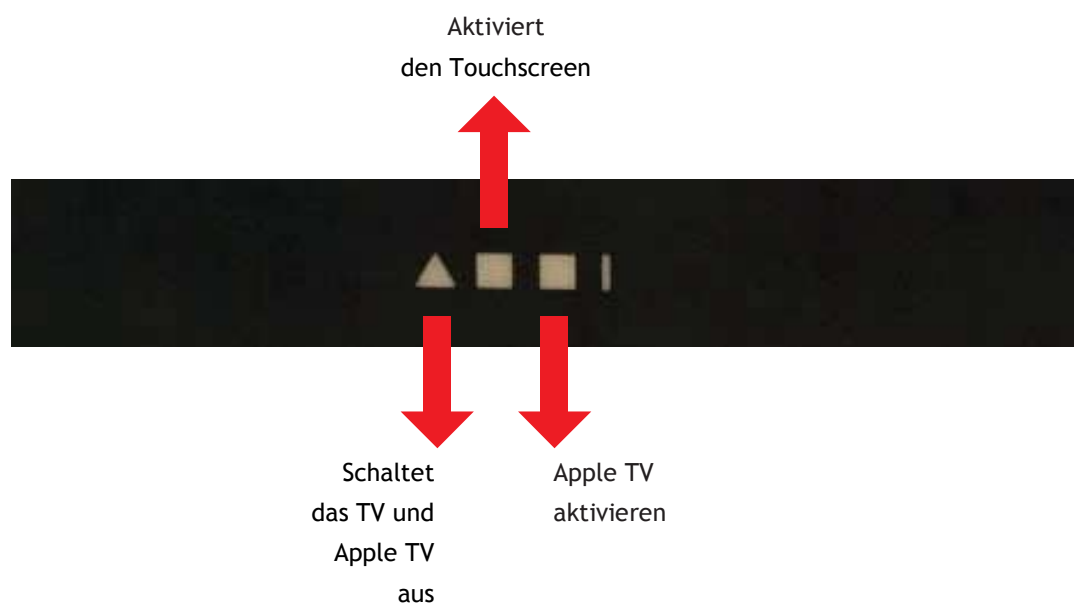 Aktiviert
den Touchscreen
Schaltet
das TV und
Apple TV
aus
Apple TV
aktivieren